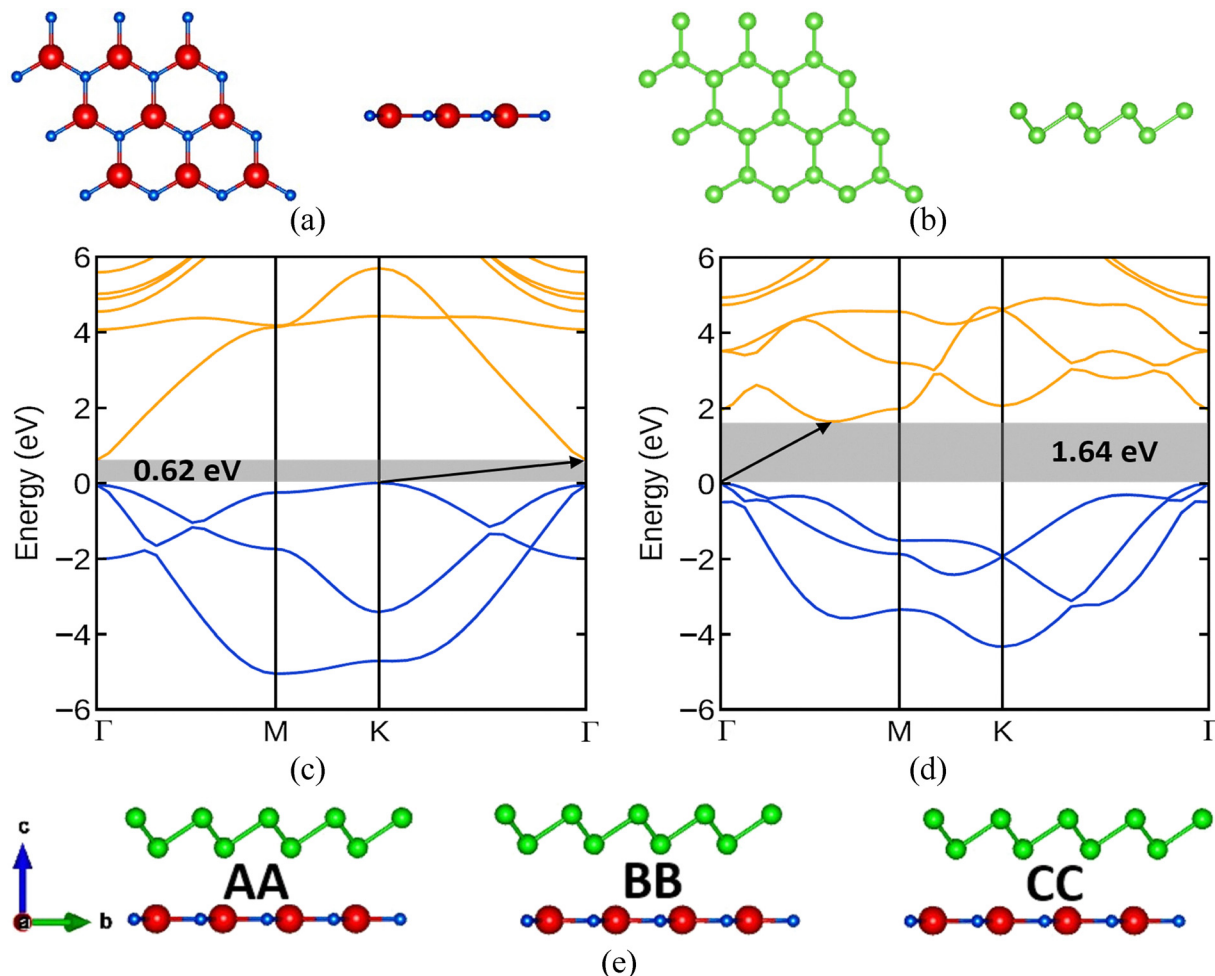 (a)
(b)
6
4
2
0
−2
−4
−6
Energy (eV)
0.62 eV
Γ
M
K
Γ
(c)
6
4
2
0
−2
−4
−6
Energy (eV)
1.64 eV
Γ
M
K
Γ
(d)
c
a
b
AA
BB
CC
(e)